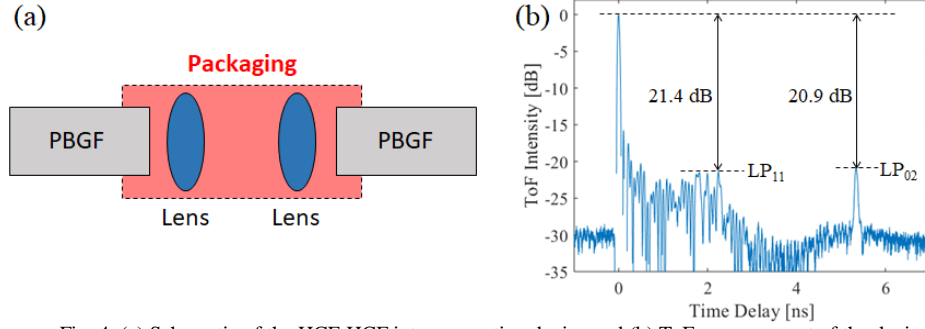 (a)
Packaging
PBGF
PBGF
Lens
Lens
(b)
ToF Intensity [dB]
0
-5
-10
-15
-20
-25
-30
-35
21.4 dB
20.9 dB
LP11
LP02
0
2
4
6
Time Delay [ns]